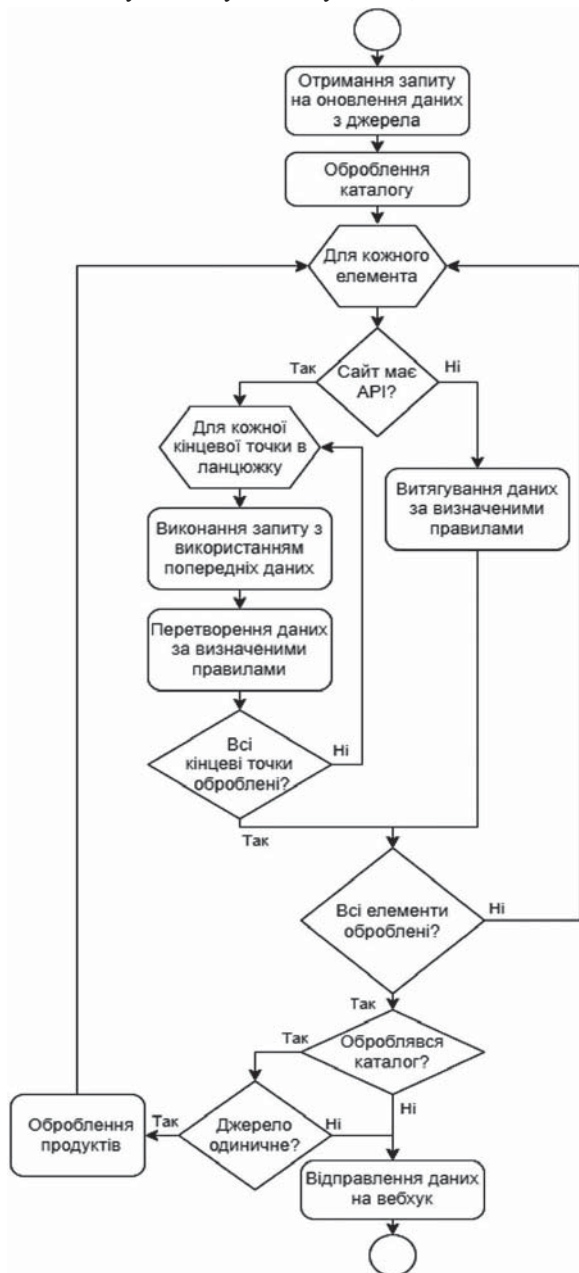 Отримання запиту
на оновлення даних
з джерела
Оброблення
каталогу
Для кожного
елемента
Так
Сайт має
API?
Ні
Для кожної
кінцевої точки в
ланцюжку
Витягування даних
за визначеними
правилами
Виконання запиту з
використанням
попередніх даних
Перетворення даних
за визначеними
правилами
Всі
кінцеві точки
оброблені?
Ні
Так
Всі елементи
оброблені?
Ні
Так
Так
Оброблявся
каталог?
Ні
Оброблення
продуктів
Так
Джерело
одиничне?
Ні
Відправлення даних
на вебхук